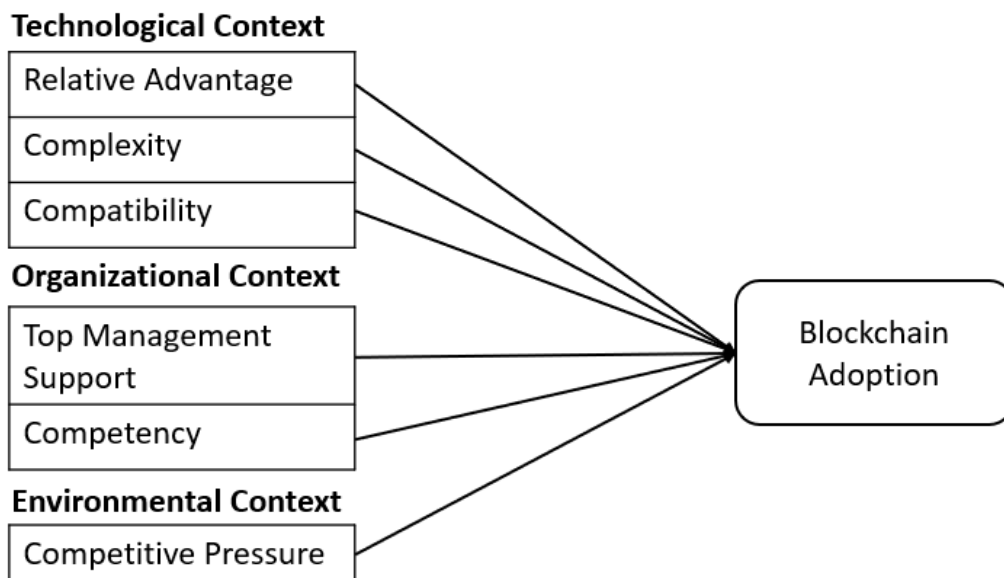 Technological Context
Relative Advantage
Complexity
Compatibility
Organizational Context
Top Management
Support
Competency
Environmental Context
Competitive Pressure
Blockchain
Adoption